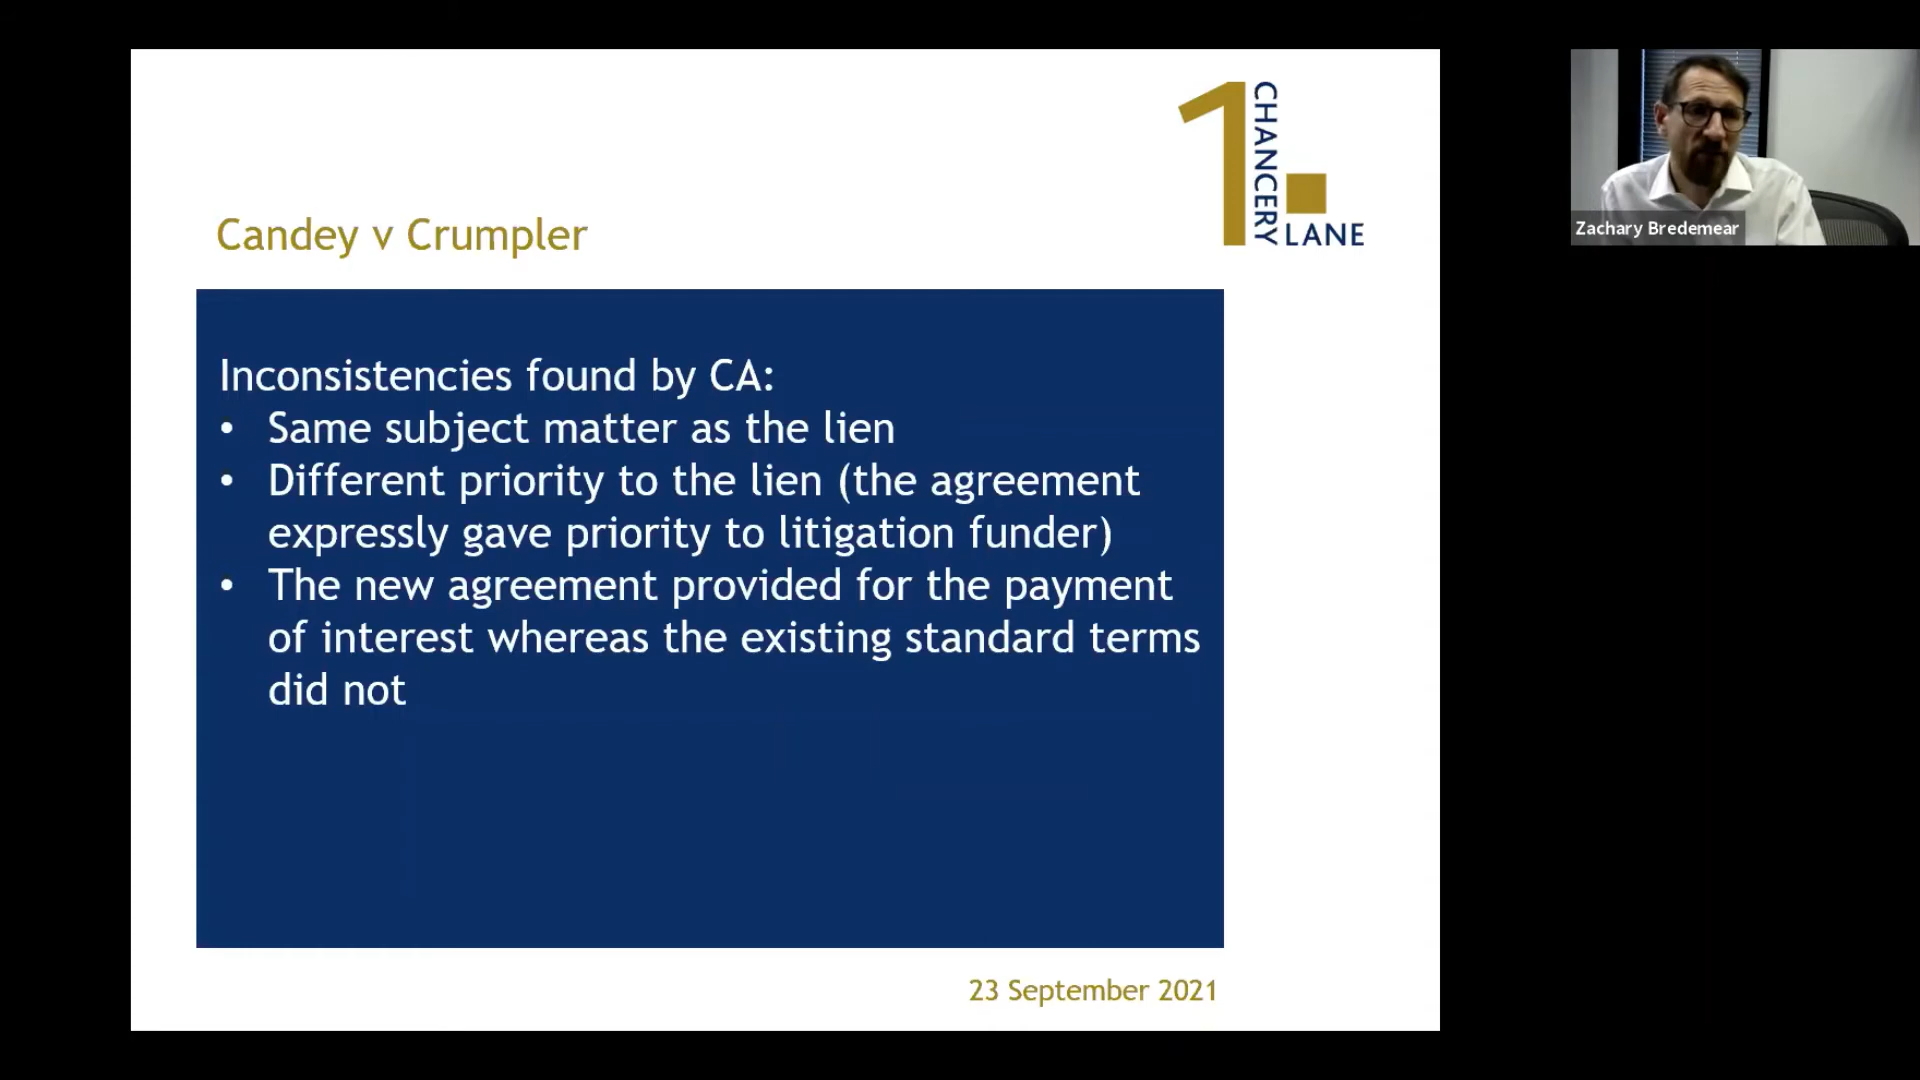 1 CHANCERY LANE
Zachary Bredemear
Candey v Crumpler
Inconsistencies found by CA:
• Same subject matter as the lien
• Different priority to the lien (the agreement
expressly gave priority to litigation funder)
• The new agreement provided for the payment
of interest whereas the existing standard terms
did not
23 September 2021